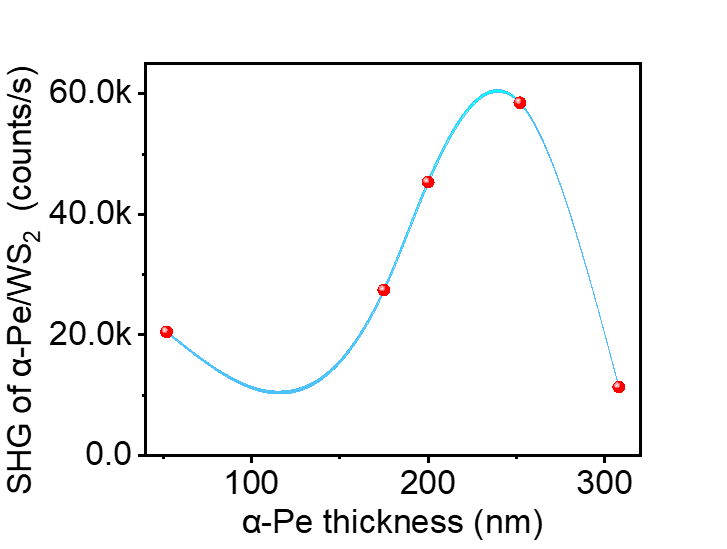 SHG of α-Pe/WS₂ (counts/s)
60.0k
40.0k
20.0k
0.0
100 200 300
α-Pe thickness (nm)